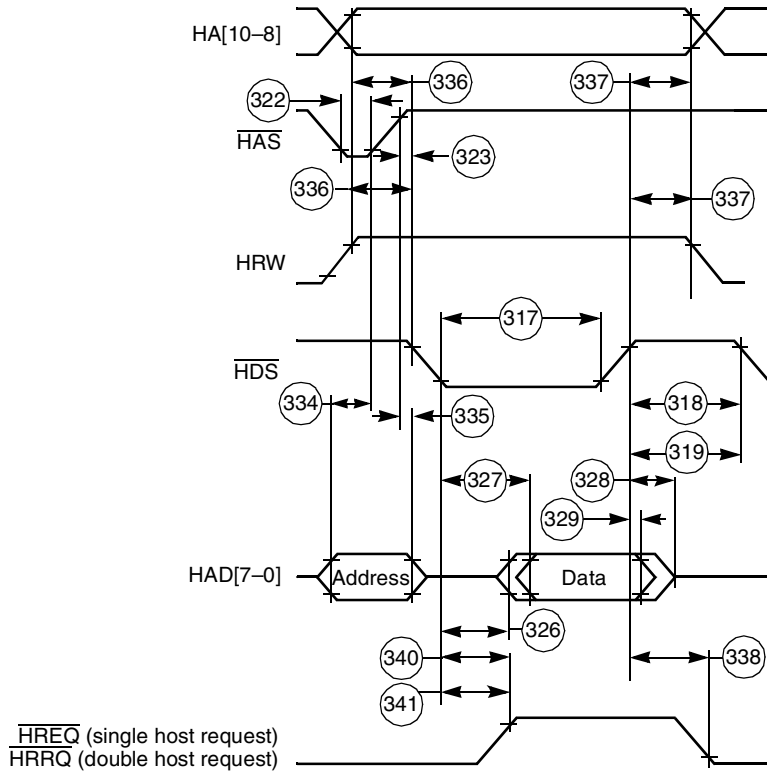 HA[10–8]
336
337
322
HAS
323
336
337
HRW
317
HDS
334
335
318
319
327
328
329
HAD[7–0]
Address
Data
326
340
338
341
HREQ (single host request)
HRRQ (double host request)